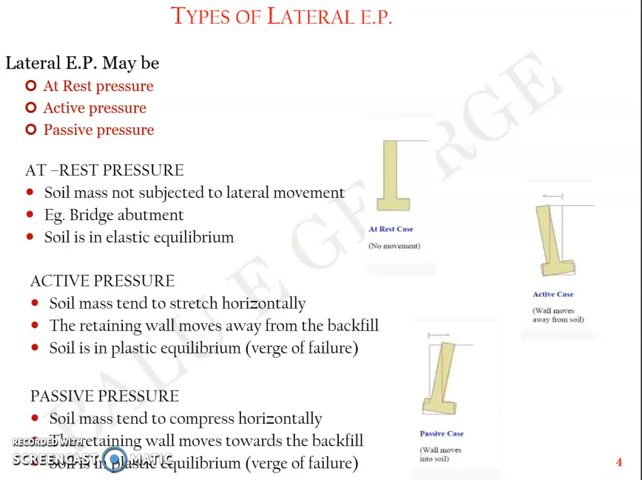 TYPES OF LATERAL E.P.
Lateral E.P. May be
At Rest pressure
Active pressure
Passive pressure
AT –REST PRESSURE
Soil mass not subjected to lateral movement
Eg. Bridge abutment
Soil is in elastic equilibrium
At Rest Case
(No movement)
ACTIVE PRESSURE
Soil mass tend to stretch horizontally
The retaining wall moves away from the backfill
Soil is in plastic equilibrium (verge of failure)
Active Case
(Wall moves
away from soil)
PASSIVE PRESSURE
Soil mass tend to compress horizontally
The retaining wall moves towards the backfill
Soil is in plastic equilibrium (verge of failure)
Passive Case
(Wall moves
into soil)
RECORDED WITH
SCREENCAST MATIC
4